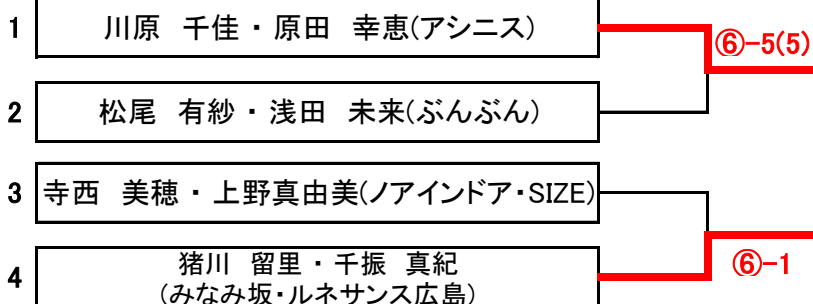 1 川原 千佳・原田 幸恵(アシニス)
⑥-5(5)
2 松尾 有紗・浅田 未来(ぶんぶん)
3 寺西 美穂・上野真由美(ノアインドア・SIZE)
4 猪川 留里・千振 真紀
(みなみ坂・ルネサンス広島)
⑥-1